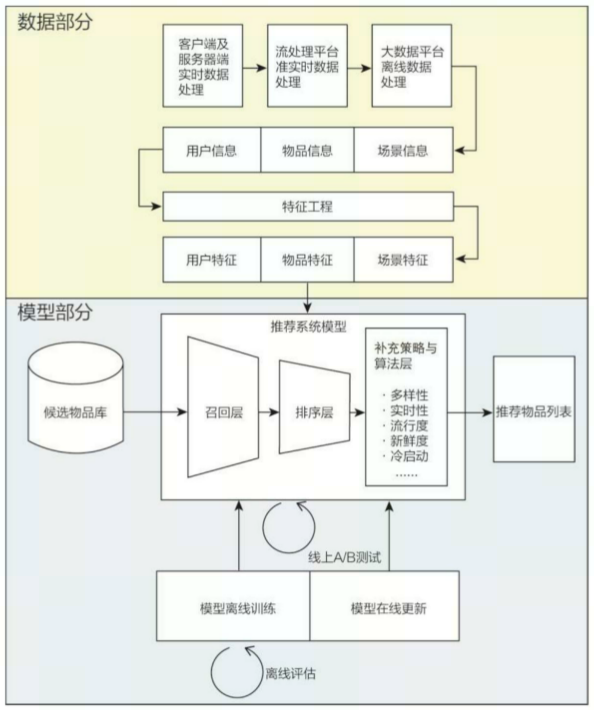 数据部分
客户端及
服务器端
实时数据
处理
流处理平台
准实时数据
处理
大数据平台
离线数据
处理
用户信息
物品信息
场景信息
特征工程
用户特征
物品特征
场景特征
模型部分
推荐系统模型
候选物品库
召回层
排序层
补充策略与
算法层
· 多样性
· 实时性
· 流行度
· 新鲜度
· 冷启动
……
推荐物品列表
线上A/B测试
模型离线训练
模型在线更新
离线评估